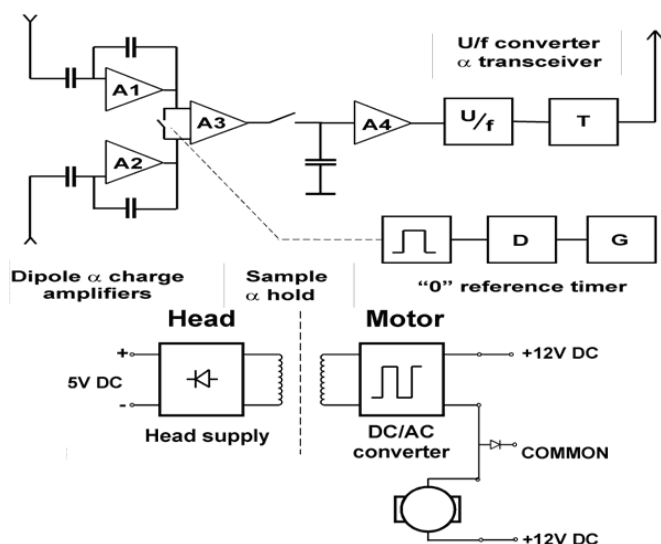 U/f converter
α transceiver
A1
A2
A3
A4
U/f
T
D
G
Dipole α charge
amplifiers
Sample
α hold
“0” reference timer
Head
Motor
+
5V DC
-
+12V DC
Head supply
DC/AC
converter
COMMON
+12V DC